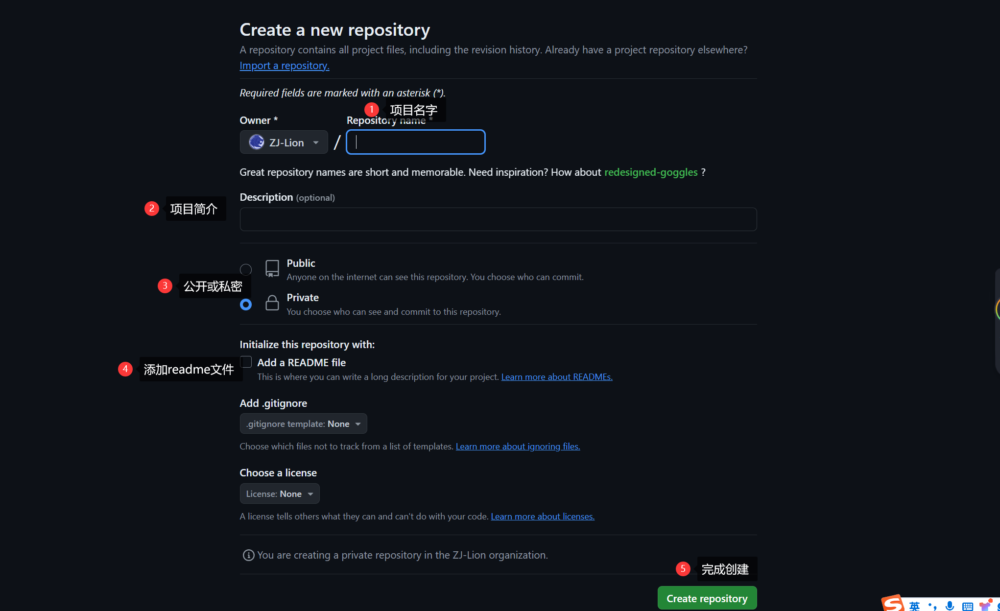 Create a new repository
A repository contains all project files, including the revision history. Already have a project repository elsewhere?
Import a repository.
Required fields are marked with an asterisk (*).
1 项目名字
Owner * Repository name *
ZJ-Lion / 
Great repository names are short and memorable. Need inspiration? How about redesigned-goggles ?
Description (optional)
2 项目简介
Public
Anyone on the internet can see this repository. You choose who can commit.
3 公开或私密
Private
You choose who can see and commit to this repository.
Initialize this repository with:
4 添加readme文件
Add a README file
This is where you can write a long description for your project. Learn more about READMEs.
Add .gitignore
.gitignore template: None
Choose which files not to track from a list of templates. Learn more about ignoring files.
Choose a license
License: None
A license tells others what they can and can't do with your code. Learn more about licenses.
You are creating a private repository in the ZJ-Lion organization.
5 完成创建
Create repository
S 英